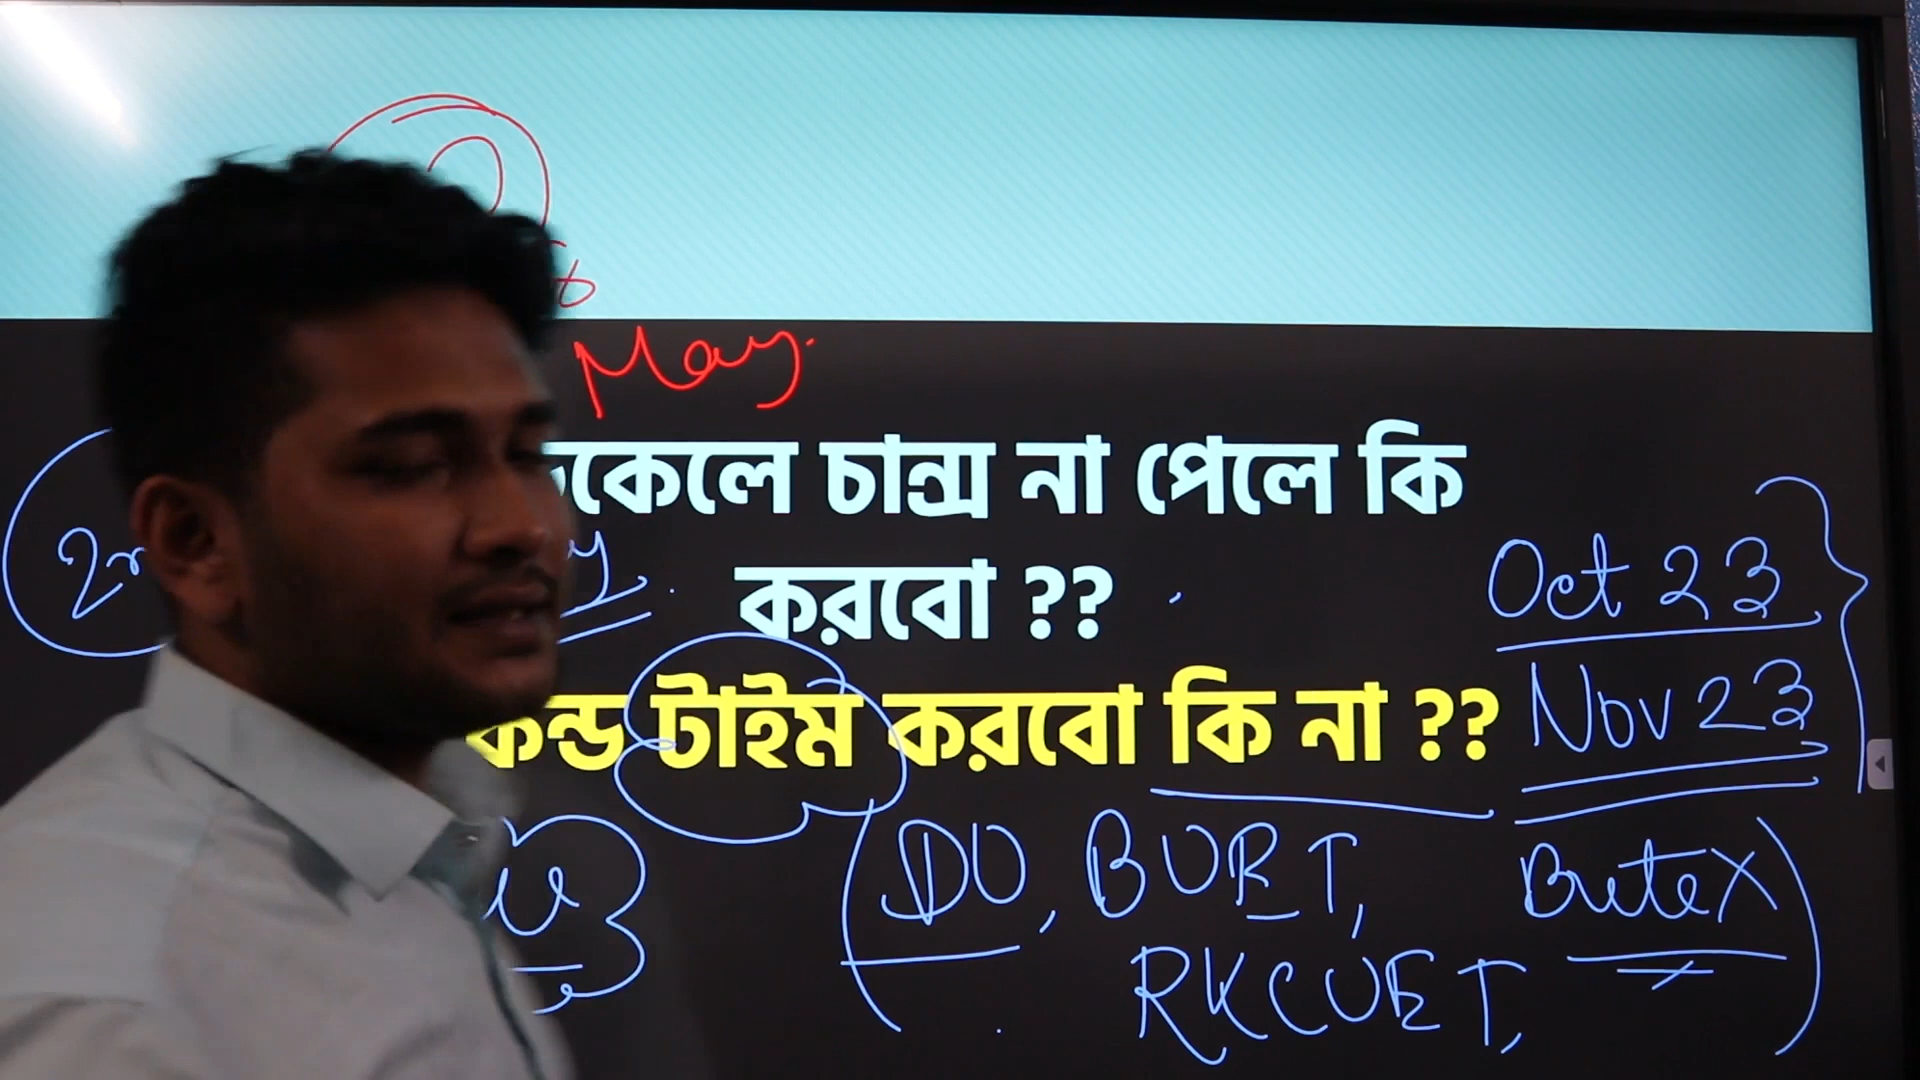 May.
চান্স না পেলে কি
করবো ??
টাইম করবো কি না ??
Oct 23
Nov 23
DU, BUET, Butex
RKCUET,